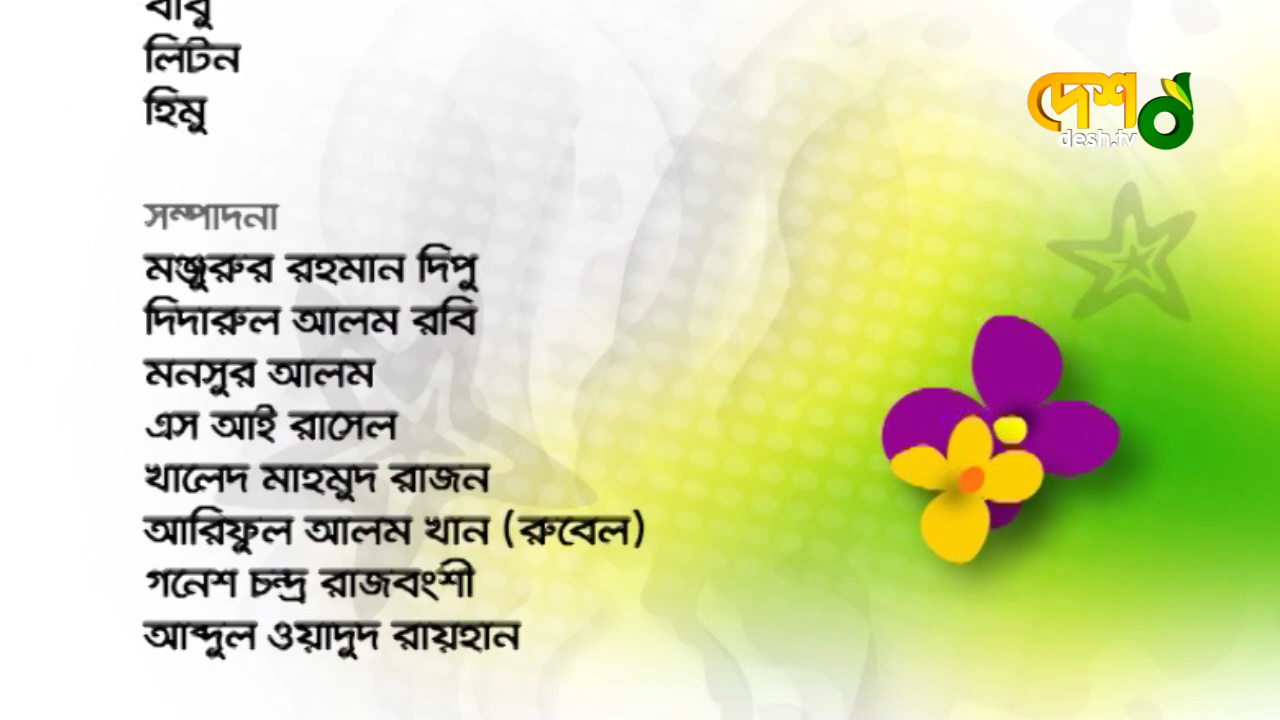 বাবু
লিটন
হিমু
দেশ
desh.tv
সম্পাদনা
মঞ্জুরুর রহমান দিপু
দিদারুল আলম রবি
মনসুর আলম
এস আই রাসেল
খালেদ মাহমুদ রাজন
আরিফুল আলম খান (রুবেল)
গনেশ চন্দ্র রাজবংশী
আব্দুল ওয়াদুদ রায়হান